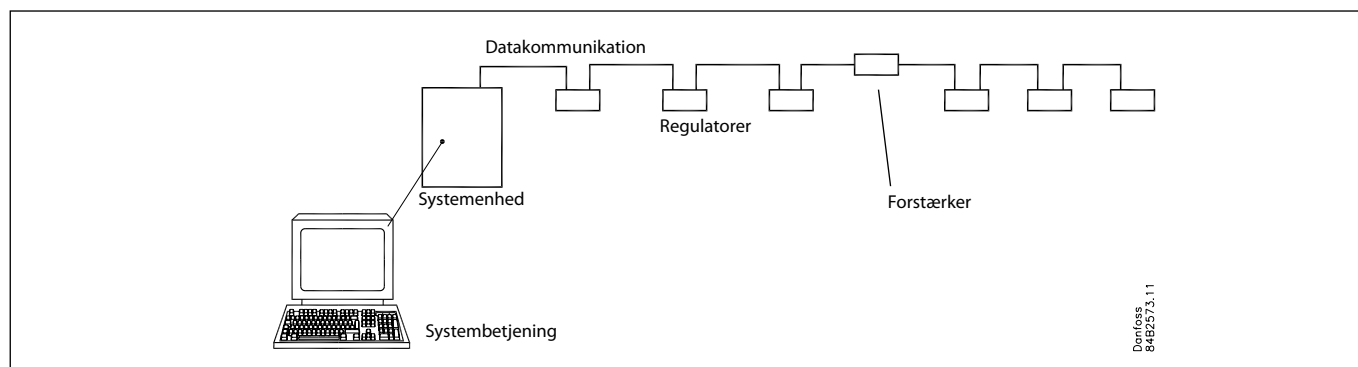 Datakommunikation
Regulatorer
Systemenhed
Forstærker
Systembetjening
Danfoss
84B2573.11